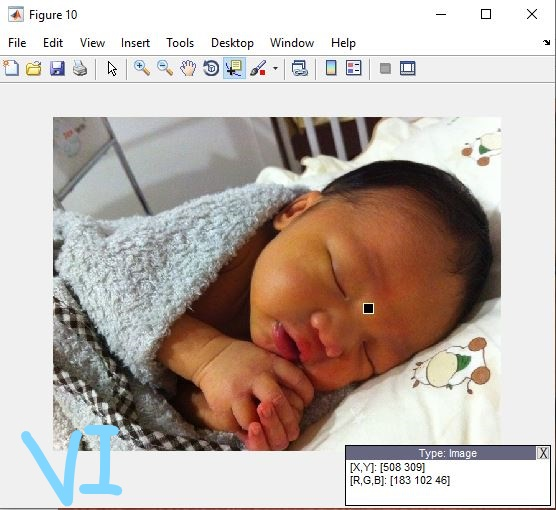 Figure 10
File Edit View Insert Tools Desktop Window Help
Type: Image X
[X,Y]: [508 309]
[R,G,B]: [183 102 46]
VI